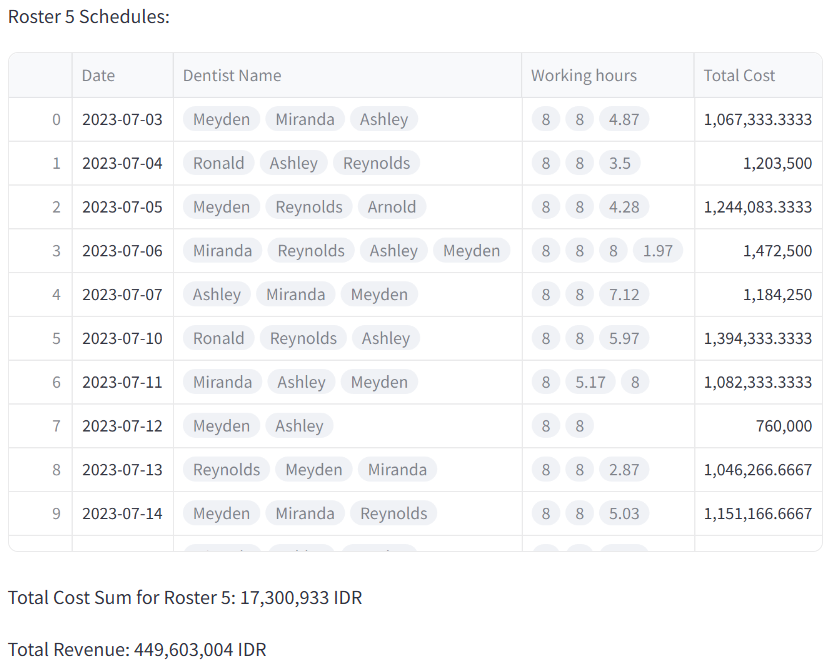 Roster 5 Schedules:
Date Dentist Name Working hours Total Cost
0 2023-07-03 Meyden Miranda Ashley 8 8 4.87 1,067,333.3333
1 2023-07-04 Ronald Ashley Reynolds 8 8 3.5 1,203,500
2 2023-07-05 Meyden Reynolds Arnold 8 8 4.28 1,244,083.3333
3 2023-07-06 Miranda Reynolds Ashley Meyden 8 8 8 1.97 1,472,500
4 2023-07-07 Ashley Miranda Meyden 8 8 7.12 1,184,250
5 2023-07-10 Ronald Reynolds Ashley 8 8 5.97 1,394,333.3333
6 2023-07-11 Miranda Ashley Meyden 8 5.17 8 1,082,333.3333
7 2023-07-12 Meyden Ashley 8 8 760,000
8 2023-07-13 Reynolds Meyden Miranda 8 8 2.87 1,046,266.6667
9 2023-07-14 Meyden Miranda Reynolds 8 8 5.03 1,151,166.6667
Total Cost Sum for Roster 5: 17,300,933 IDR
Total Revenue: 449,603,004 IDR